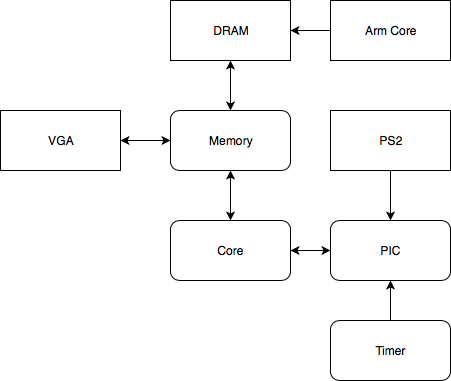 DRAM
Arm Core
VGA
Memory
PS2
Core
PIC
Timer